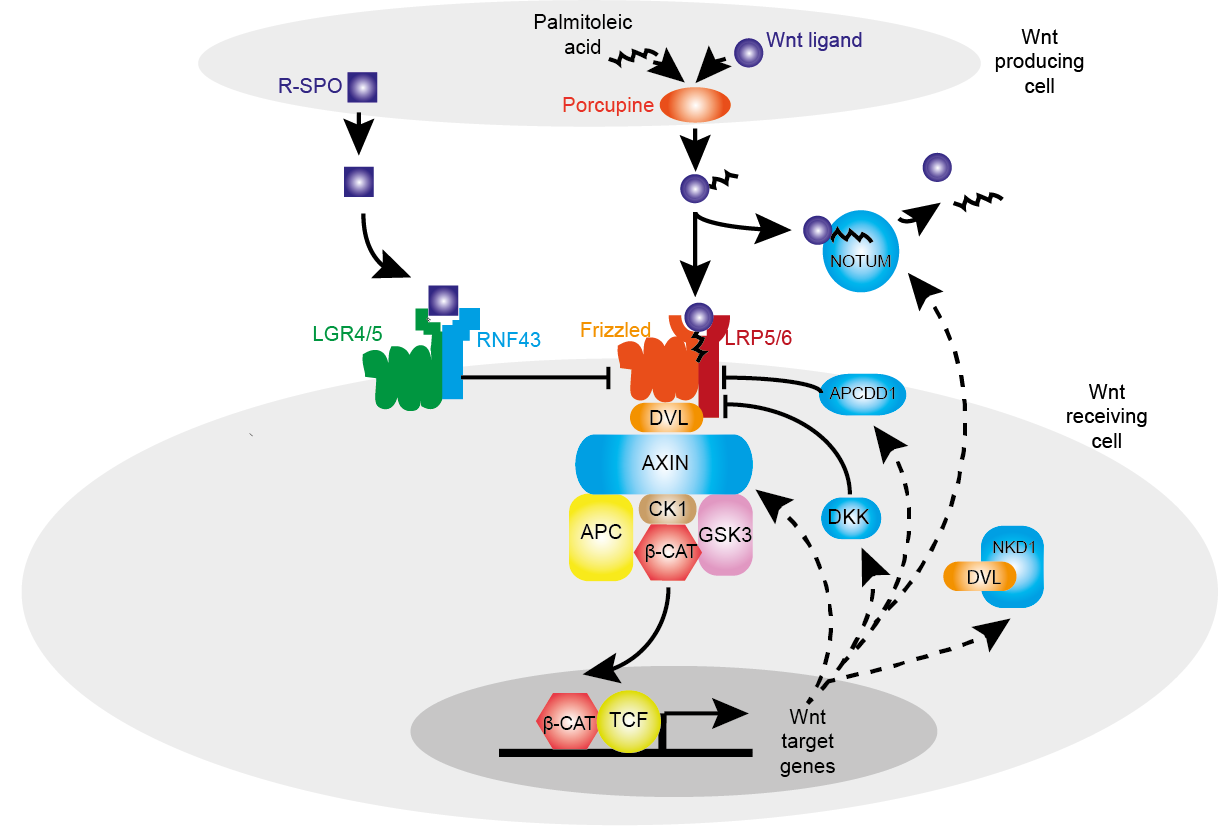 Palmitoleic
acid
Wnt ligand
Wnt
producing
cell
R-SPO
Porcupine
NOTUM
LGR4/5
RNF43
Frizzled
LRP5/6
APCDD1
Wnt
receiving
cell
DVL
AXIN
CK1
APC
GSK3
β-CAT
DKK
NKD1
DVL
β-CAT
TCF
Wnt
target
genes